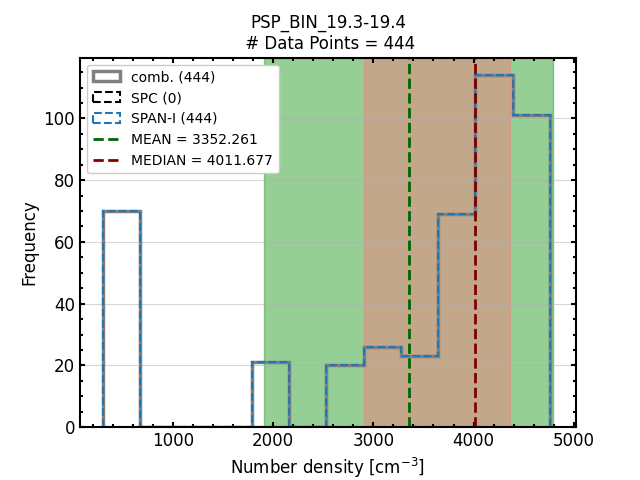 PSP_BIN_19.3-19.4
# Data Points = 444
comb. (444)
SPC (0)
SPAN-I (444)
MEAN = 3352.261
MEDIAN = 4011.677
Frequency
100
80
60
40
20
0
1000
2000
3000
4000
5000
Number density [cm⁻³]